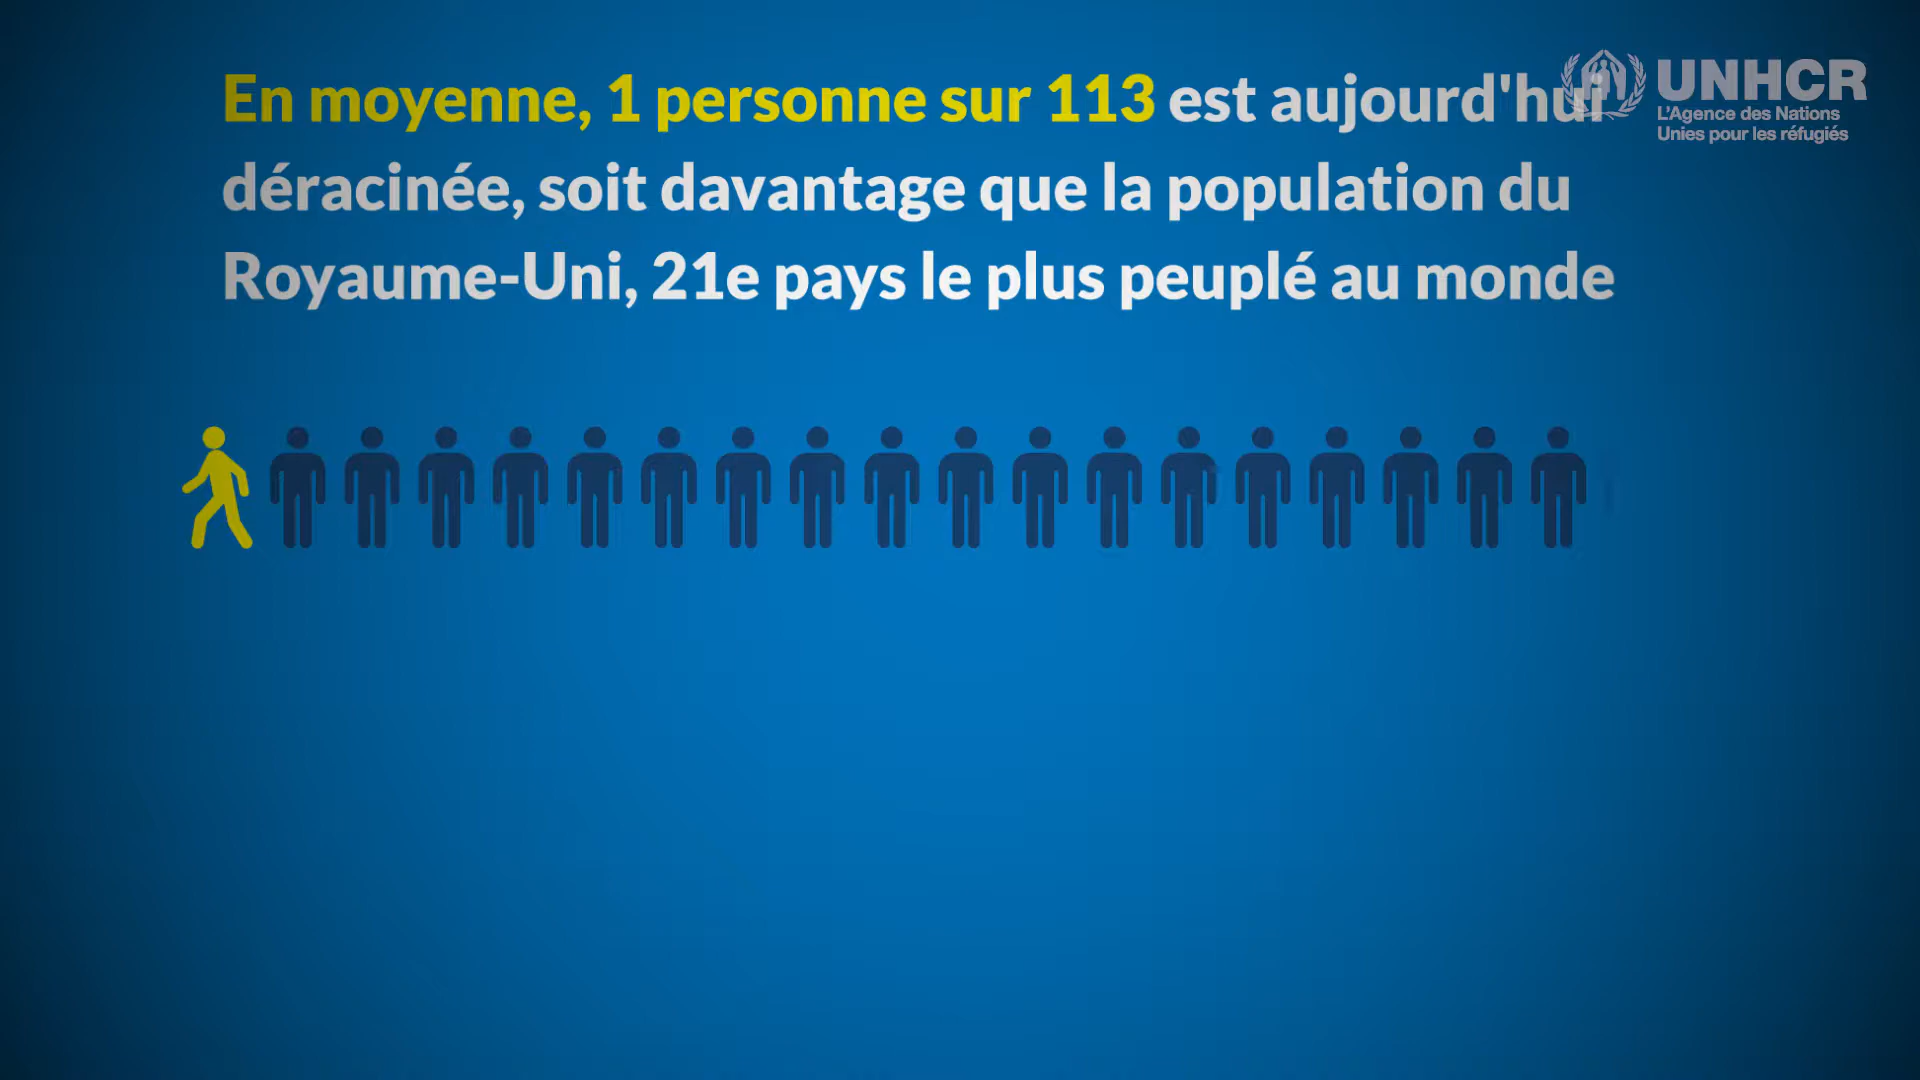 En moyenne, 1 personne sur 113 est aujourd'hui
déracinée, soit davantage que la population du
Royaume-Uni, 21e pays le plus peuplé au monde
UNHCR
L'Agence des Nations
Unies pour les réfugiés